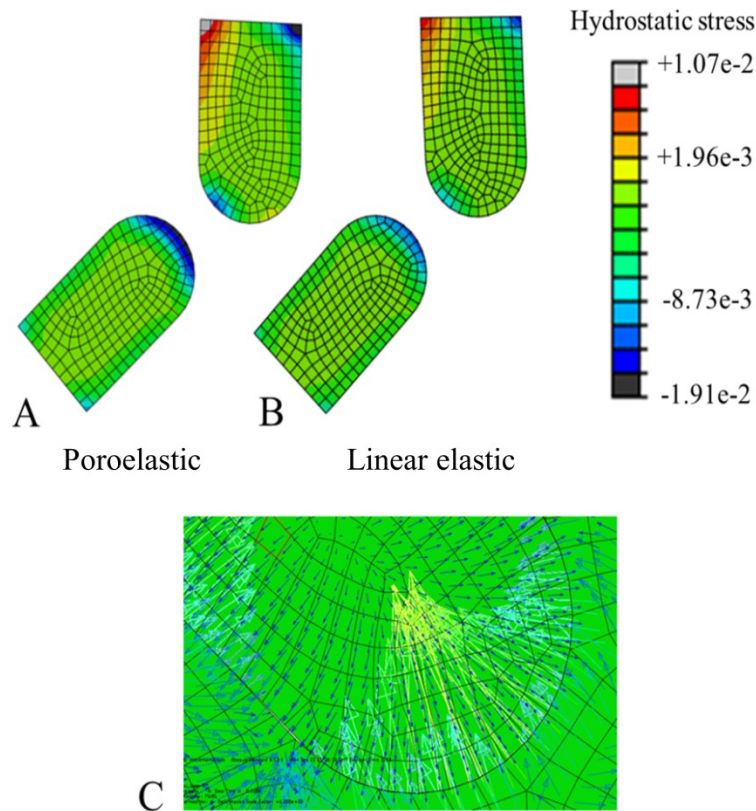 Hydrostatic stress
+1.07e-2
+1.96e-3
-8.73e-3
-1.91e-2
A
B
Poroelastic
Linear elastic
C